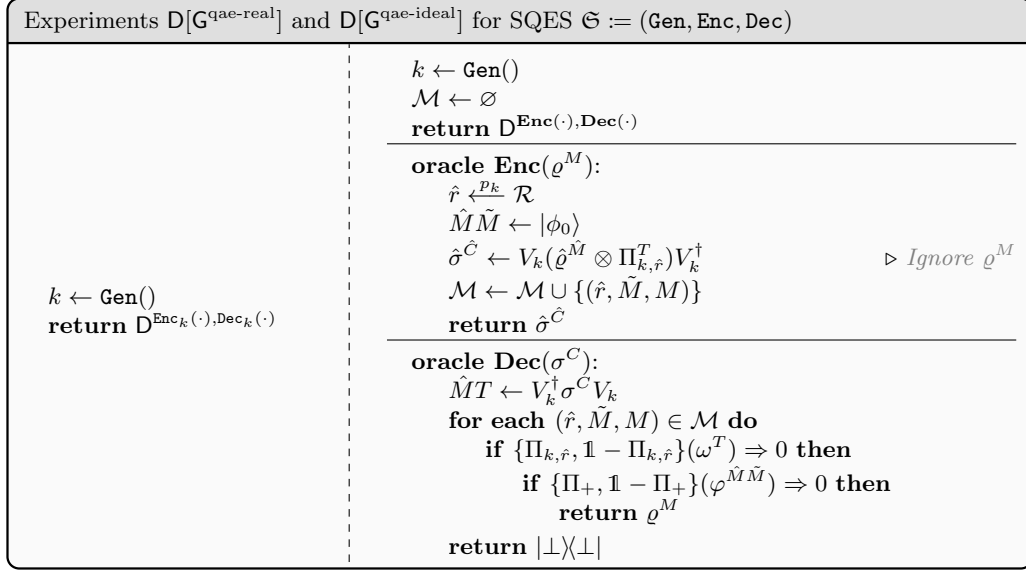 Experiments D[G^qae-real] and D[G^qae-ideal] for SQES 𝔖 := (Gen, Enc, Dec)
k ← Gen()
return D^{Enc_k(·),Dec_k(·)}
k ← Gen()
ℳ ← ∅
return D^{Enc(·),Dec(·)}
oracle Enc(ϱ^M):
r̂ ←^{p_k} ℛ
M̂M̃ ← |ϕ_0⟩
σ̂^Ĉ ← V_k(ϱ̂^M̂ ⊗ Π^T_{k,r̂})V_k^† ▷ Ignore ϱ^M
ℳ ← ℳ ∪ {(r̂, M̃, M)}
return σ̂^Ĉ
oracle Dec(σ^C):
M̂T ← V_k^† σ^C V_k
for each (r̂, M̃, M) ∈ ℳ do
if {Π_{k,r̂}, 𝟙 − Π_{k,r̂}}(ω^T) ⇒ 0 then
if {Π_+, 𝟙 − Π_+}(φ^{M̂M̃}) ⇒ 0 then
return ϱ^M
return |⊥⟩⟨⊥|